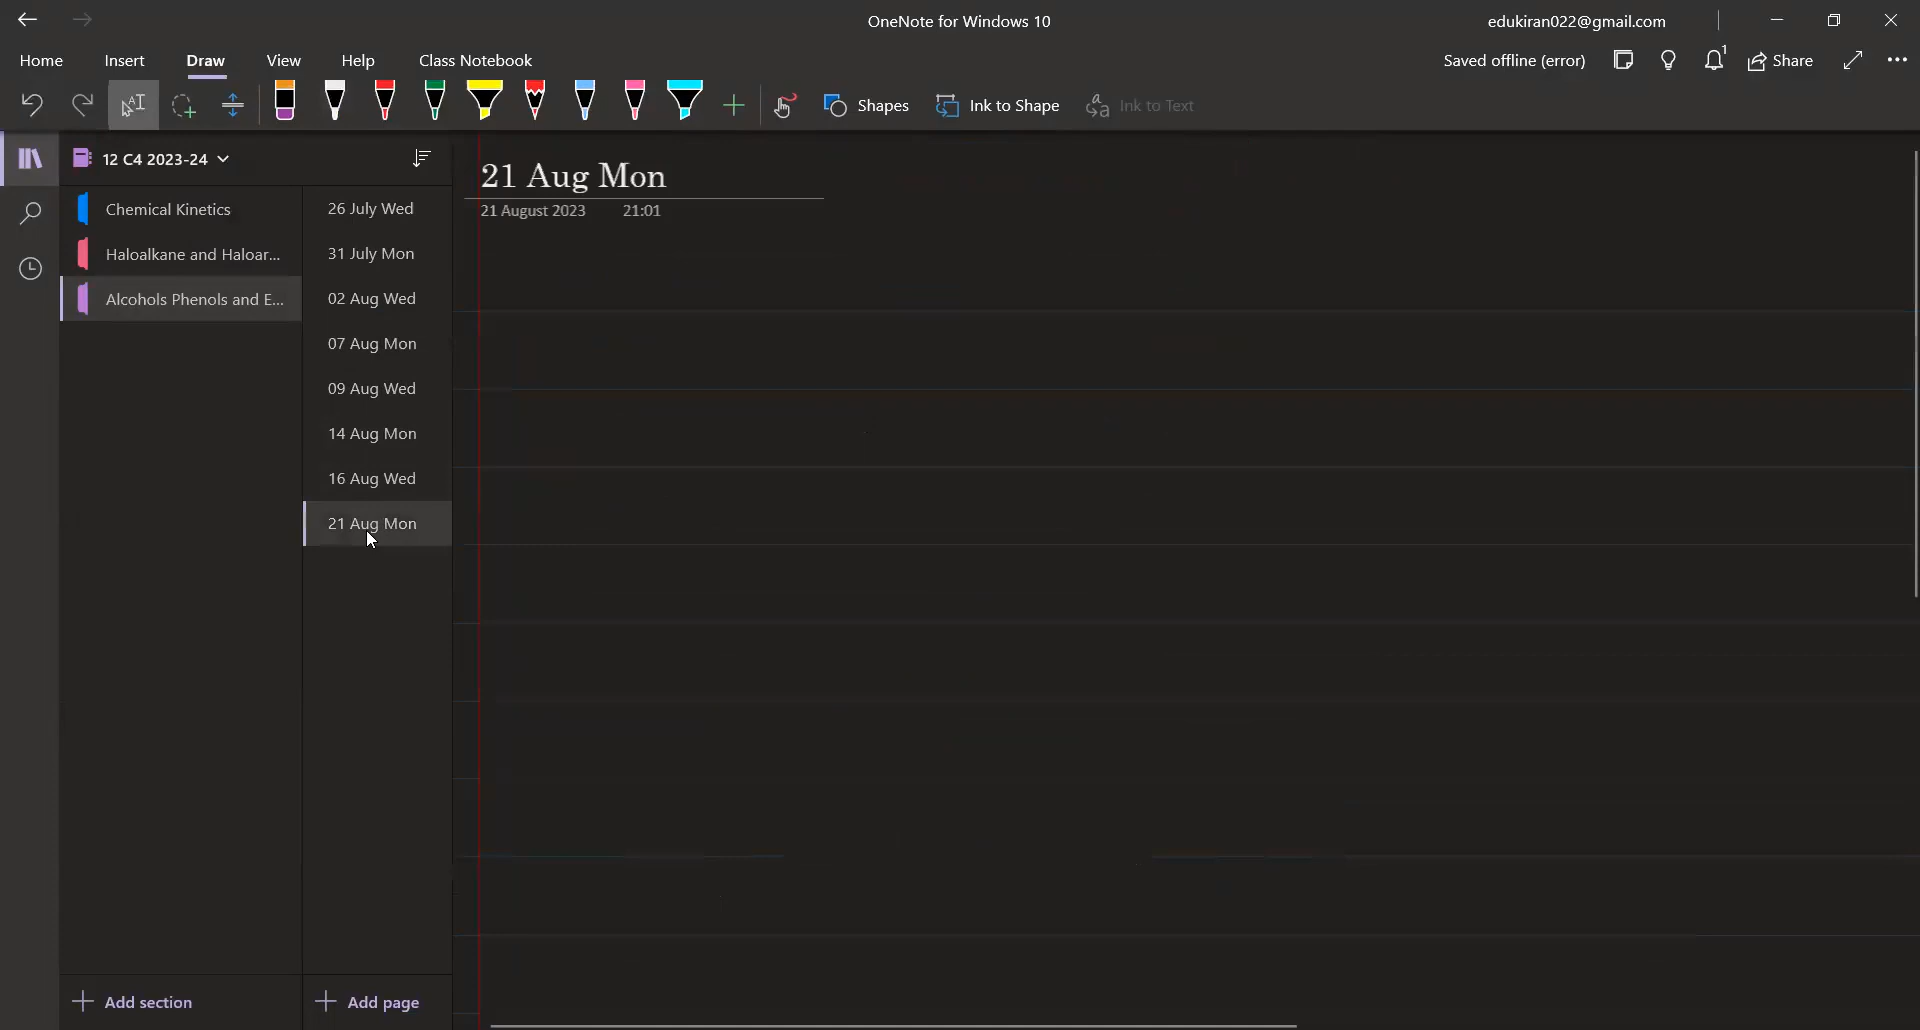 OneNote for Windows 10
edukiran022@gmail.com
Home Insert Draw View Help Class Notebook
Saved offline (error)
1
Share
Shapes
Ink to Shape
Ink to Text
12 C4 2023-24
Chemical Kinetics
Haloalkane and Haloar...
Alcohols Phenols and E...
26 July Wed
31 July Mon
02 Aug Wed
07 Aug Mon
09 Aug Wed
14 Aug Mon
16 Aug Wed
21 Aug Mon
21 Aug Mon
21 August 2023 21:01
Add section
Add page